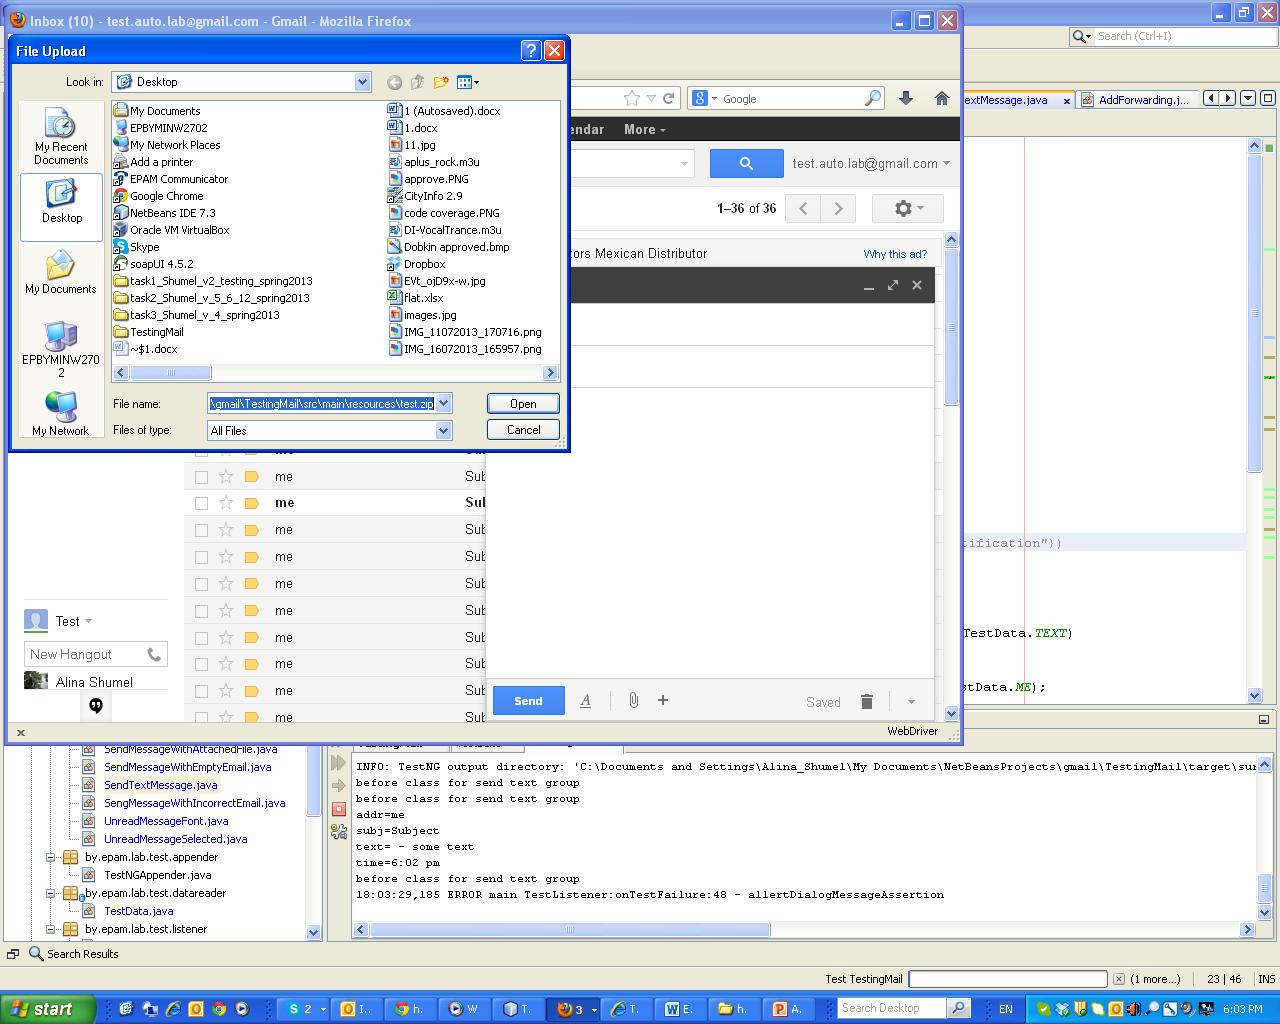 Inbox (10) - test.auto.lab@gmail.com - Gmail - Mozilla Firefox
Search (Ctrl+I)
File Upload
Look in: Desktop
My Recent Documents
Desktop
My Documents
EPBYMINW2702
My Network
My Documents
EPBYMINW2702
My Network Places
Add a printer
EPAM Communicator
Google Chrome
NetBeans IDE 7.3
Oracle VM VirtualBox
Skype
soapUI 4.5.2
task1_Shumel_v2_testing_spring2013
task2_Shumel_v_5_6_12_spring2013
task3_Shumel_v_4_spring2013
TestingMail
~$1.docx
1 (Autosaved).docx
1.docx
11.jpg
aplus_rock.m3u
approve.PNG
CityInfo 2.9
code coverage.PNG
DI-VocalTrance.m3u
Dobkin approved.bmp
Dropbox
EVt_ojD9x-w.jpg
flat.xlsx
images.jpg
IMG_11072013_170716.png
IMG_16072013_165957.png
File name: \gmail\TestingMail\src\main\resources\test.zip Open
Files of type: All Files Cancel
Google
extMessage.java AddForwarding.j...
endar More
test.auto.lab@gmail.com
1–36 of 36
ors Mexican Distributor Why this ad?
me Sub
me Sul
me Sub
me Sub
me Sub
me Sub
me Sub
me Sub
me Sub
me Sub
Test
New Hangout
Alina Shumel
Send A Saved
WebDriver
tification"})
TestData.TEXT)
stData.ME);
SendMessageWithAttachedFile.java
SendMessageWithEmptyEmail.java
SendTextMessage.java
SengMessageWithIncorrectEmail.java
UnreadMessageFont.java
UnreadMessageSelected.java
by.epam.lab.test.appender
TestNGAppender.java
by.epam.lab.test.datareader
TestData.java
by.epam.lab.test.listener
INFO: TestNG output directory: 'C:\Documents and Settings\Alina_Shumel\My Documents\NetBeansProjects\gmail\TestingMail\target\sur
before class for send text group
before class for send text group
addr=me
subj=Subject
text= - some text
time=6:02 pm
before class for send text group
18:03:29,185 ERROR main TestListener:onTestFailure:48 - allertDialogMessageAssertion
Search Results
Test TestingMail (1 more...) 23 | 46 INS
start S 2 I.. h. W T. 3 T. E. h. A. Search Desktop EN 6:03 PM